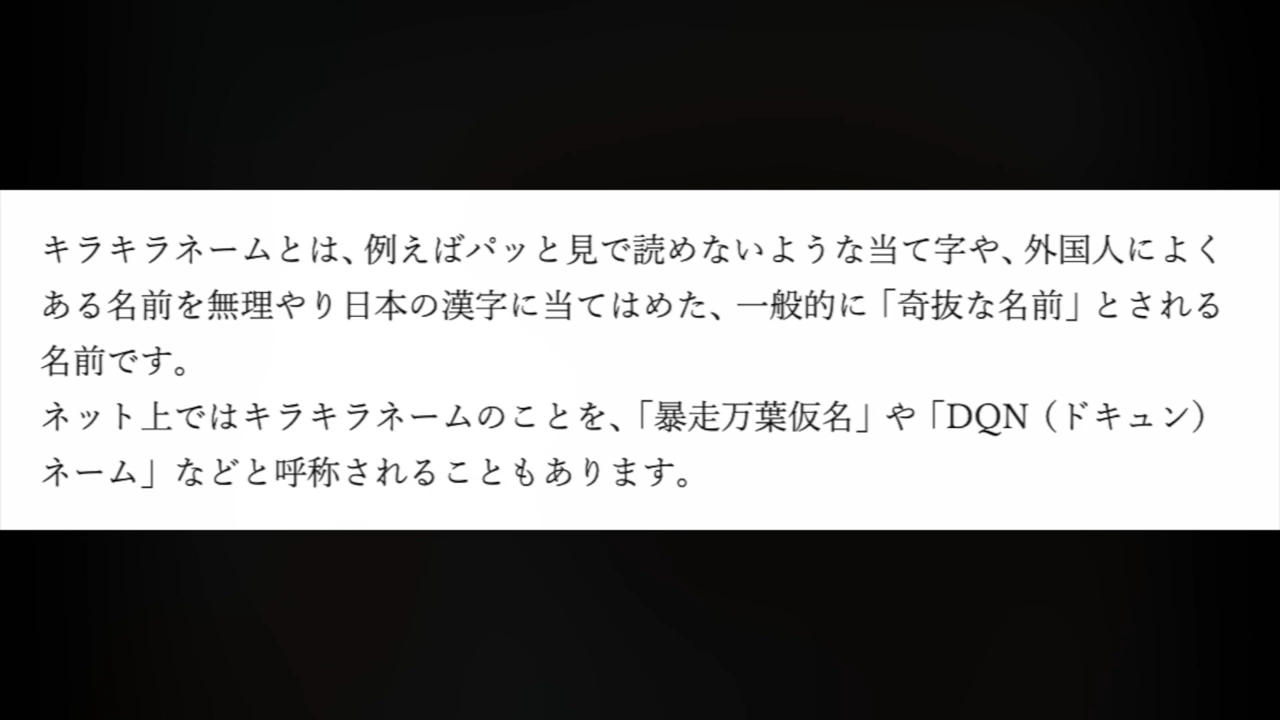 キラキラネームとは、例えばパッと見で読めないような当て字や、外国人によく
ある名前を無理やり日本の漢字に当てはめた、一般的に「奇抜な名前」とされる
名前です。
ネット上ではキラキラネームのことを、「暴走万葉仮名」や「DQN（ドキュン）
ネーム」などと呼称されることもあります。